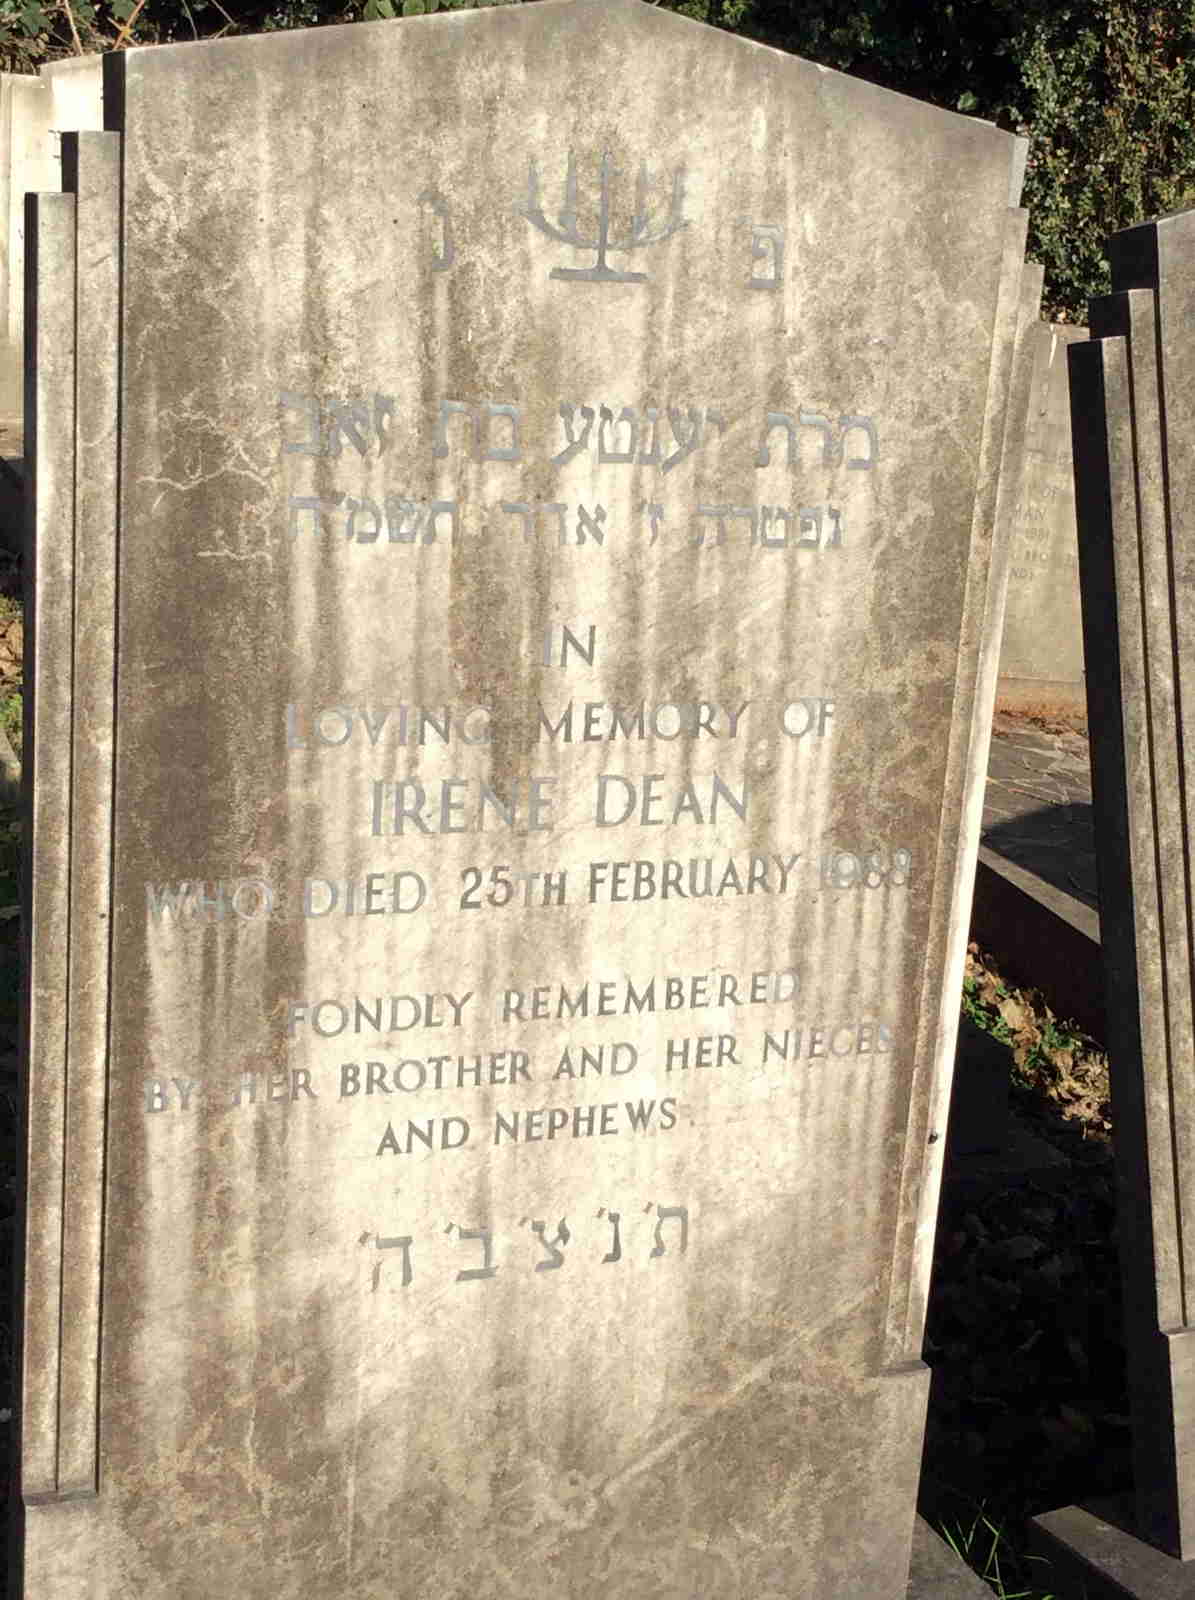 פ נ
מרת יענטע בת זאב
נפטרה ז' אדר תשמ'ח
IN
LOVING MEMORY OF
IRENE DEAN
WHO DIED 25TH FEBRUARY 1988
FONDLY REMEMBERED
BY HER BROTHER AND HER NIECES
AND NEPHEWS.
ת' נ' צ' ב' ה'